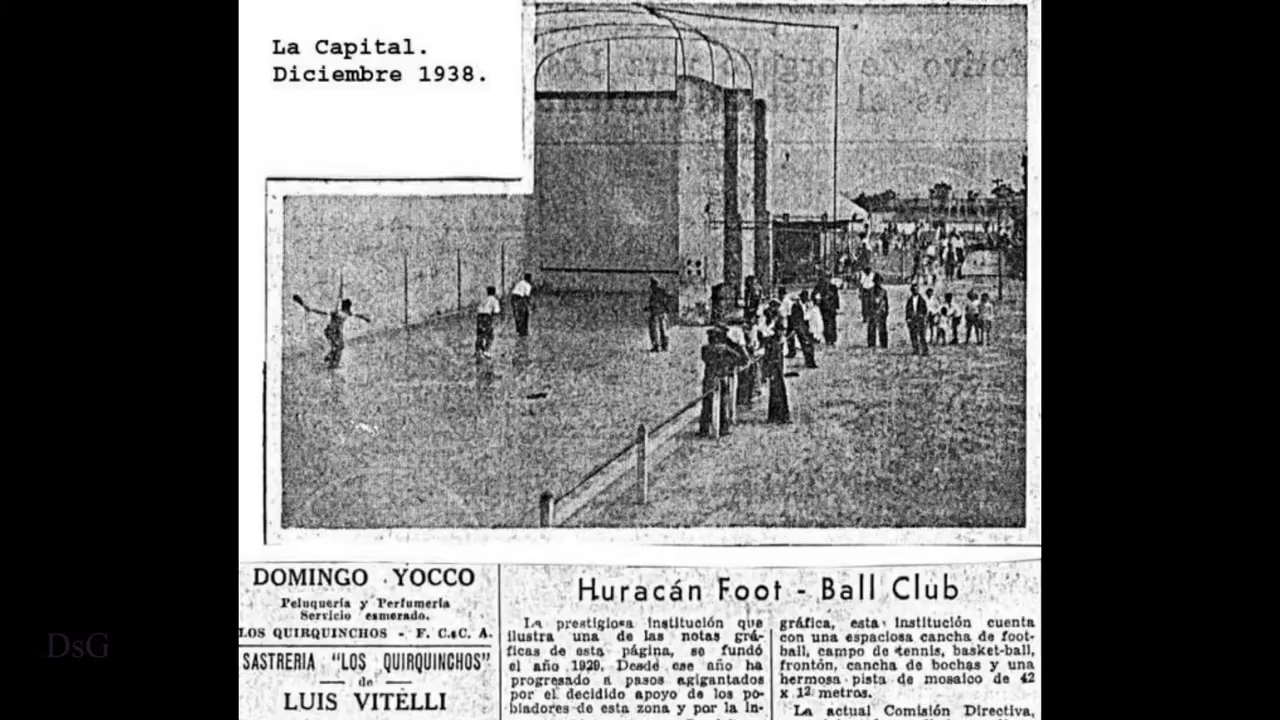 La Capital.
Diciembre 1938.
DOMINGO YOCCO
Peluquería y Perfumería
Servicio esmerado.
LOS QUIRQUINCHOS - F. C. C. A.
SASTRERIA "LOS QUIRQUINCHOS"
de
LUIS VITELLI
Huracán Foot - Ball Club
La prestigiosa institución que
ilustra una de las notas grá-
ficas de esta página, se fundó
el año 1929. Desde ese año ha
progresado a pasos agigantados
por el decidido apoyo de los po-
bladores de esta zona y por la in-
gráfica, esta institución cuenta
con una espaciosa cancha de foot-
ball, campo de tennis, basket-ball,
frontón, cancha de bochas y una
hermosa pista de mosaico de 42
x 12 metros.
La actual Comisión Directiva,
DsG